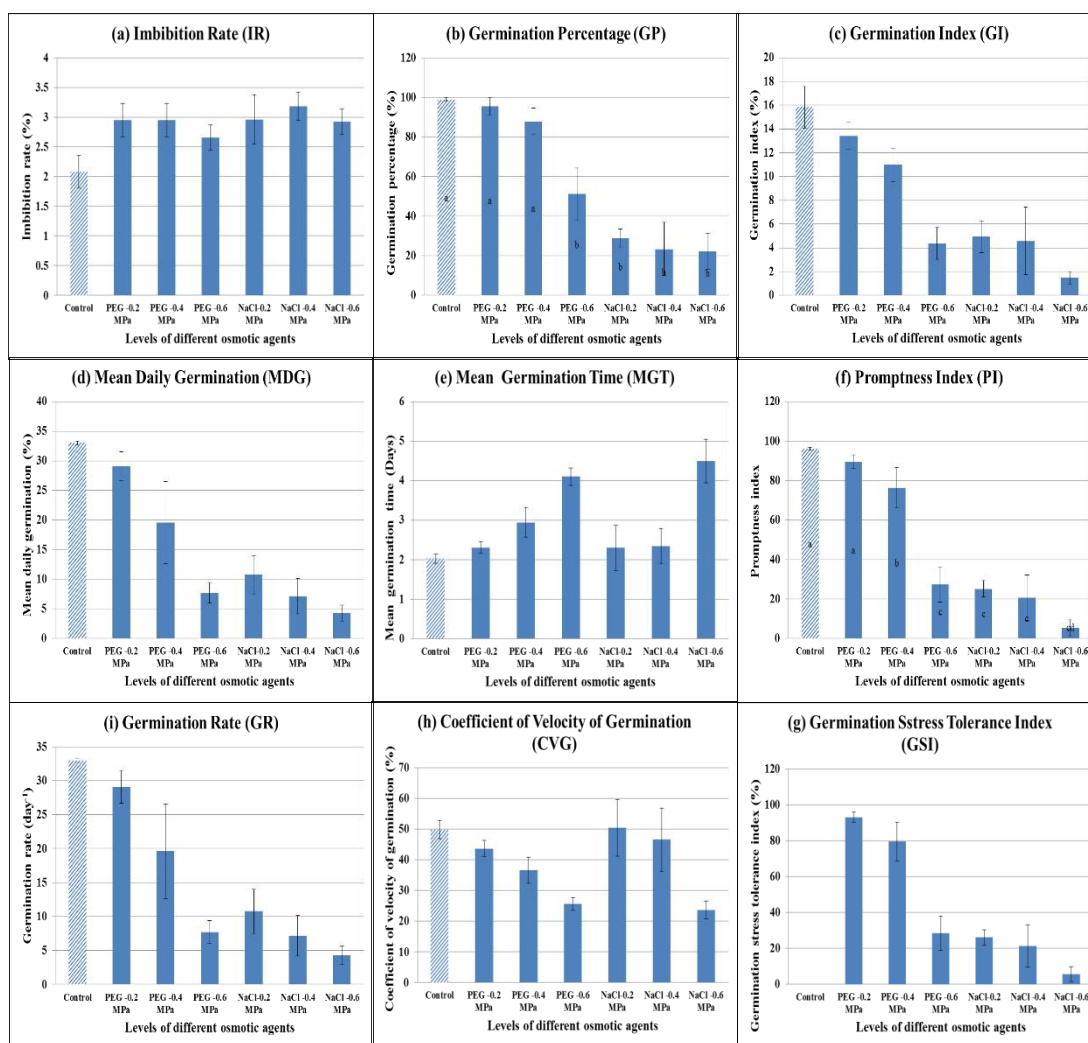 (a) Imbibition Rate (IR)
Imbibition rate (%)
4
3.5
3
2.5
2
1.5
1
0.5
0
Control PEG -0.2 MPa PEG -0.4 MPa PEG -0.6 MPa NaCl-0.2 MPa NaCl -0.4 MPa NaCl -0.6 MPa
Levels of different osmotic agents
(b) Germination Percentage (GP)
Germination percentage (%)
120
100
80
60
40
20
0
a a a b b
Control PEG -0.2 MPa PEG -0.4 MPa PEG -0.6 MPa NaCl-0.2 MPa NaCl -0.4 MPa NaCl -0.6 MPa
Levels of different osmotic agents
(c) Germination Index (GI)
Germination index (%)
20
18
16
14
12
10
8
6
4
2
0
Control PEG -0.2 MPa PEG -0.4 MPa PEG -0.6 MPa NaCl-0.2 MPa NaCl -0.4 MPa NaCl -0.6 MPa
Levels of different osmotic agents
(d) Mean Daily Germination (MDG)
Mean daily germination (%)
40
35
30
25
20
15
10
5
0
Control PEG -0.2 MPa PEG -0.4 MPa PEG -0.6 MPa NaCl-0.2 MPa NaCl -0.4 MPa NaCl -0.6 MPa
Levels of different osmotic agents
(e) Mean Germination Time (MGT)
Mean germination time (Days)
6
5
4
3
2
1
0
Control PEG -0.2 MPa PEG -0.4 MPa PEG -0.6 MPa NaCl-0.2 MPa NaCl -0.4 MPa NaCl -0.6 MPa
Levels of different osmotic agents
(f) Promptness Index (PI)
Promptness index
120
100
80
60
40
20
0
a a b c c c
Control PEG -0.2 MPa PEG -0.4 MPa PEG -0.6 MPa NaCl-0.2 MPa NaCl -0.4 MPa NaCl -0.6 MPa
Levels of different osmotic agents
(i) Germination Rate (GR)
Germination rate (day⁻¹)
35
30
25
20
15
10
5
0
Control PEG -0.2 MPa PEG -0.4 MPa PEG -0.6 MPa NaCl-0.2 MPa NaCl -0.4 MPa NaCl -0.6 MPa
Levels of different osmotic agents
(h) Coefficient of Velocity of Germination
(CVG)
Coefficient of velocity of germination (%)
70
60
50
40
30
20
10
0
Control PEG -0.2 MPa PEG -0.4 MPa PEG -0.6 MPa NaCl-0.2 MPa NaCl -0.4 MPa NaCl -0.6 MPa
Levels of different osmotic agents
(g) Germination Sstress Tolerance Index
(GSI)
Germination stress tolerance index (%)
120
100
80
60
40
20
0
Control PEG -0.2 MPa PEG -0.4 MPa PEG -0.6 MPa NaCl-0.2 MPa NaCl -0.4 MPa NaCl -0.6 MPa
Levels of different osmotic agents